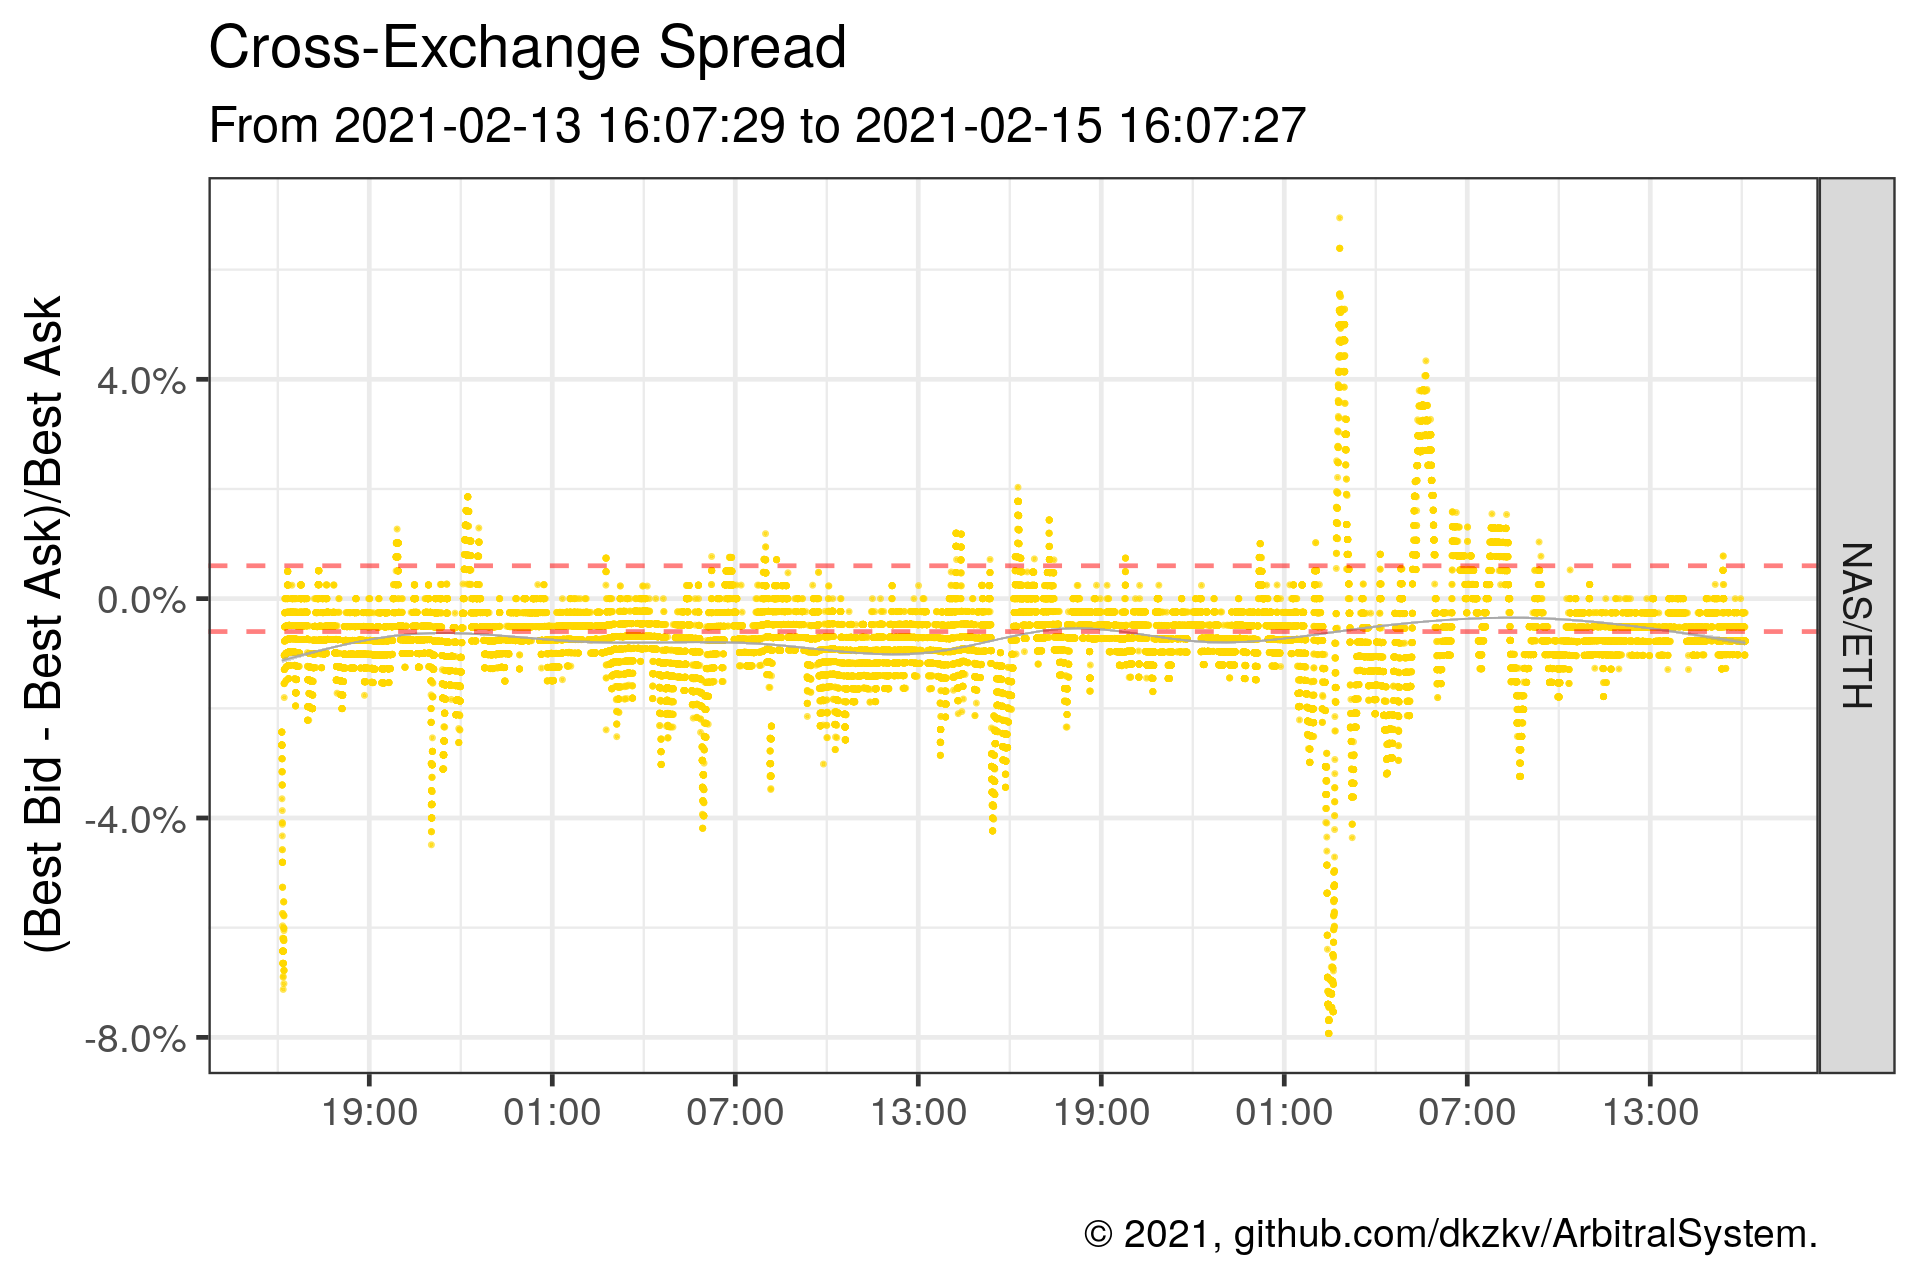 Cross-Exchange Spread
From 2021-02-13 16:07:29 to 2021-02-15 16:07:27
(Best Bid - Best Ask)/Best Ask
4.0%
0.0%
-4.0%
-8.0%
NAS/ETH
19:00 01:00 07:00 13:00 19:00 01:00 07:00 13:00
© 2021, github.com/dkzkv/ArbitralSystem.